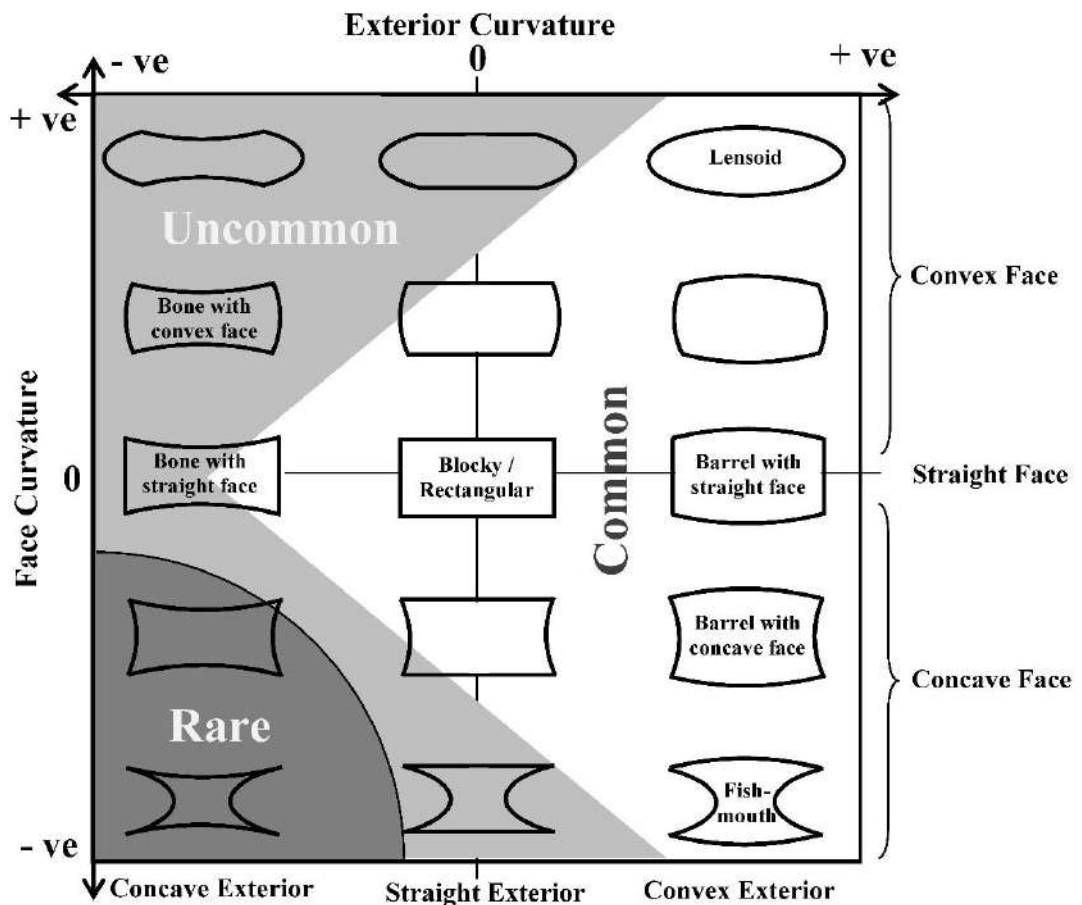 Exterior Curvature
- ve
0
+ ve
+ ve
Lensoid
Uncommon
Convex Face
Bone with
convex face
Face Curvature
0
Bone with
straight face
Blocky /
Rectangular
Common
Barrel with
straight face
Straight Face
Barrel with
concave face
Concave Face
Rare
Fish-
mouth
- ve
Concave Exterior
Straight Exterior
Convex Exterior